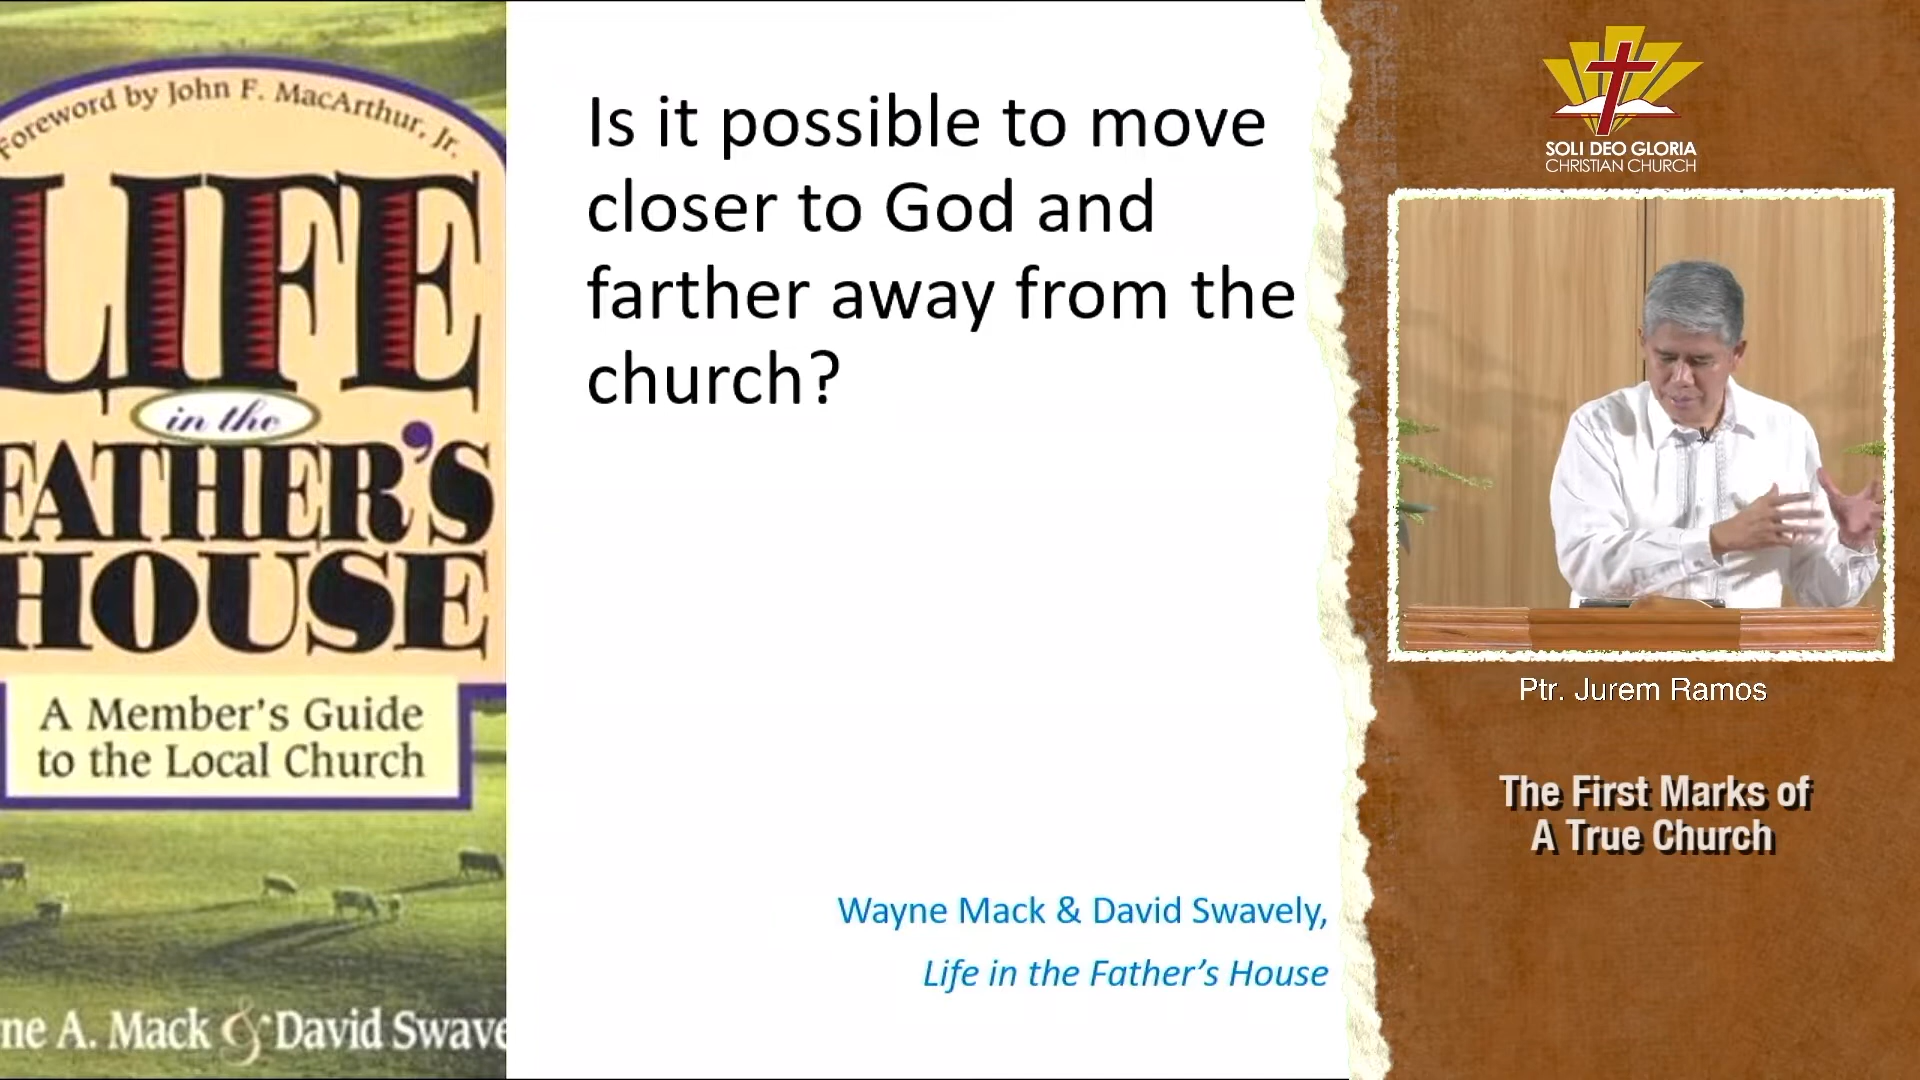 Foreword by John F. MacArthur, Jr.
LIFE
in the
FATHER'S
HOUSE
A Member's Guide
to the Local Church
ne A. Mack & David Swave
Is it possible to move
closer to God and
farther away from the
church?
Wayne Mack & David Swavely,
Life in the Father's House
SOLI DEO GLORIA
CHRISTIAN CHURCH
Ptr. Jurem Ramos
The First Marks of
A True Church